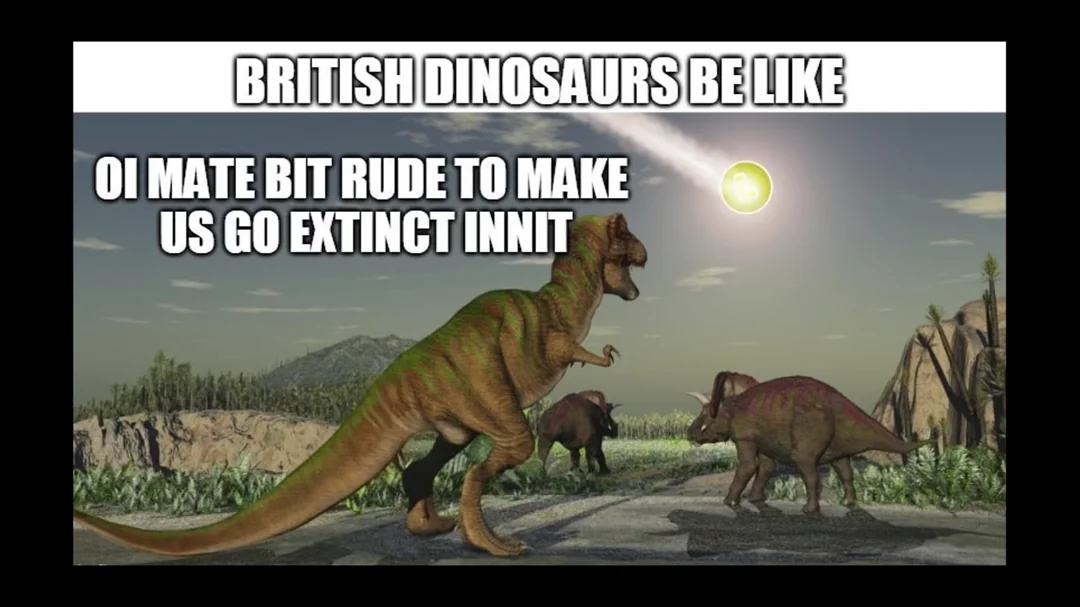 BRITISH DINOSAURS BE LIKE
OI MATE BIT RUDE TO MAKE
US GO EXTINCT INNIT